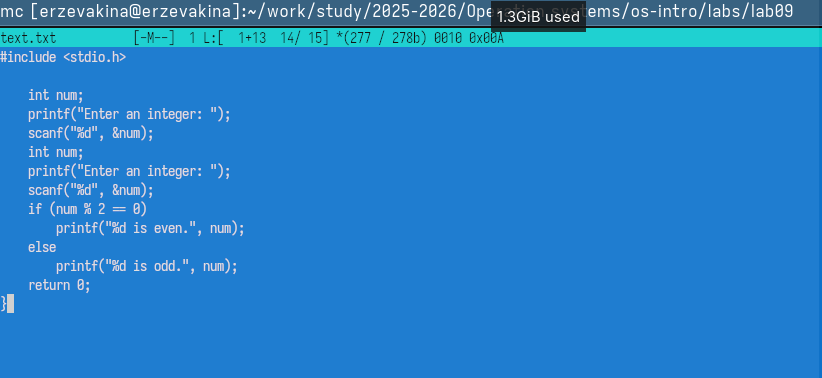 mc [erzevakina@erzevakina]:~/work/study/2025-2026/Operation systems/os-intro/labs/lab09
1.3GiB used
text.txt [-M--] 1 L:[ 1+13 14/ 15] *(277 / 278b) 0010 0x00A
#include <stdio.h>
int num;
printf("Enter an integer: ");
scanf("%d", &num);
int num;
printf("Enter an integer: ");
scanf("%d", &num);
if (num % 2 == 0)
printf("%d is even.", num);
else
printf("%d is odd.", num);
return 0;
}